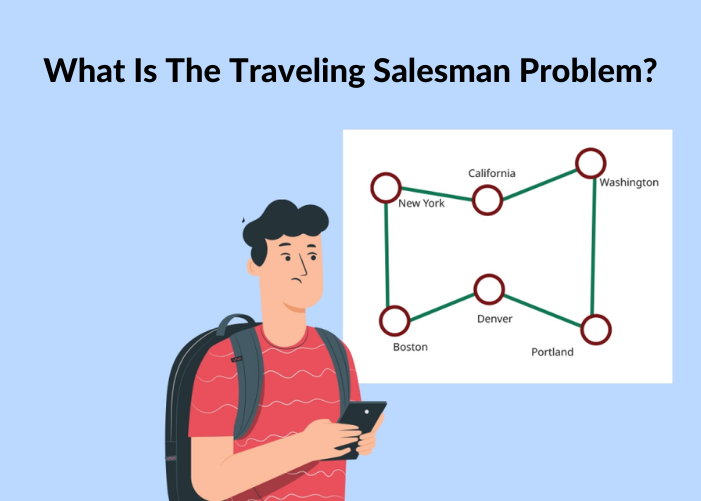 What Is The Traveling Salesman Problem?
California
Washington
New York
Denver
Boston
Portland